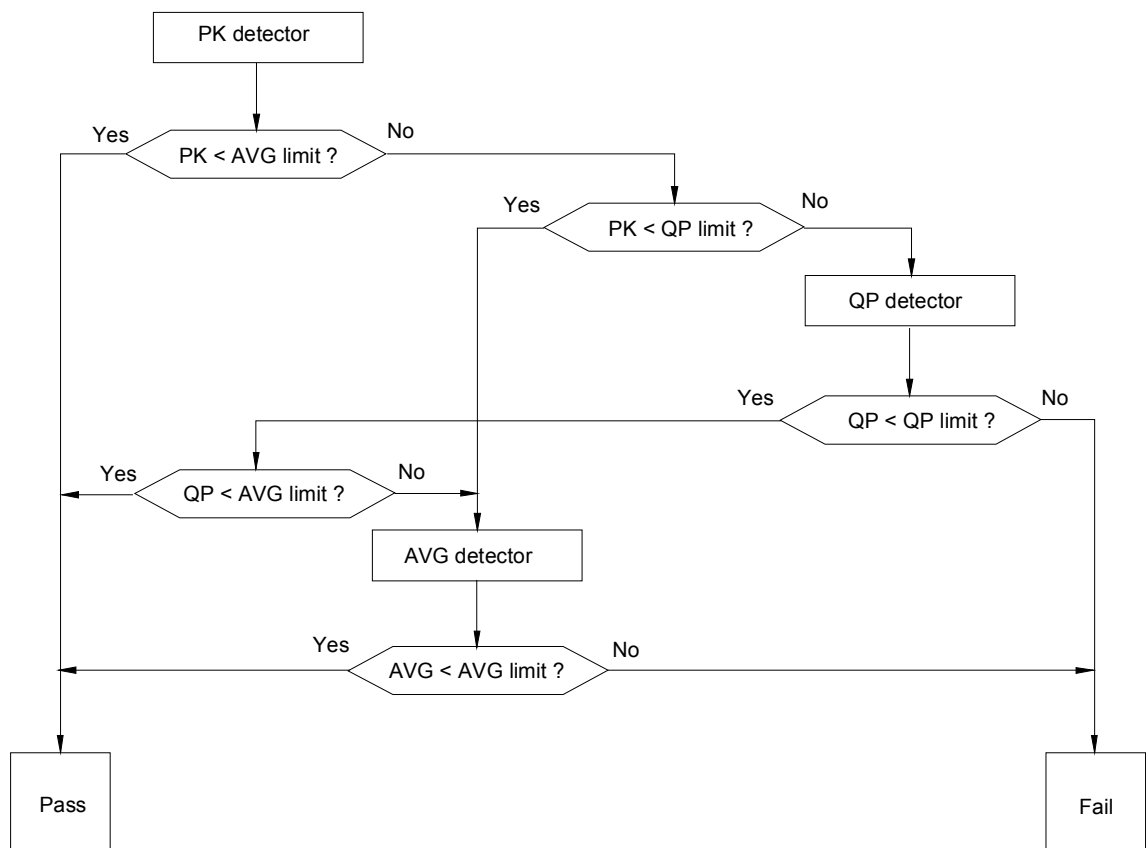 PK detector
Yes
No
PK < AVG limit ?
Yes
No
PK < QP limit ?
QP detector
Yes
No
QP < QP limit ?
Yes
No
QP < AVG limit ?
AVG detector
Yes
No
AVG < AVG limit ?
Pass
Fail